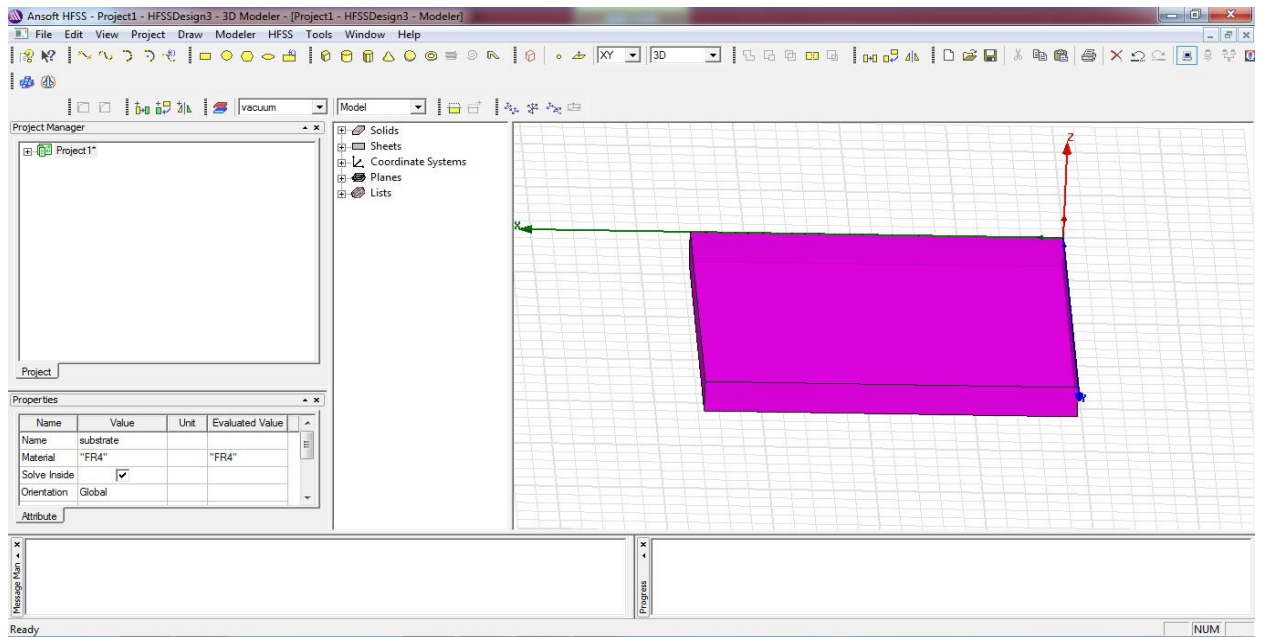 Ansoft HFSS - Project1 - HFSSDesign3 - 3D Modeler - [Project1 - HFSSDesign3 - Modeler]
File Edit View Project Draw Modeler HFSS Tools Window Help
XY 3D
vacuum Model
Project Manager
Project1*
Project
Properties
Name Value Unit Evaluated Value
Name substrate
Material "FR4" "FR4"
Solve Inside
Orientation Global
Attribute
Solids
Sheets
Coordinate Systems
Planes
Lists
Z
X
Y
Message Man
Progress
Ready NUM